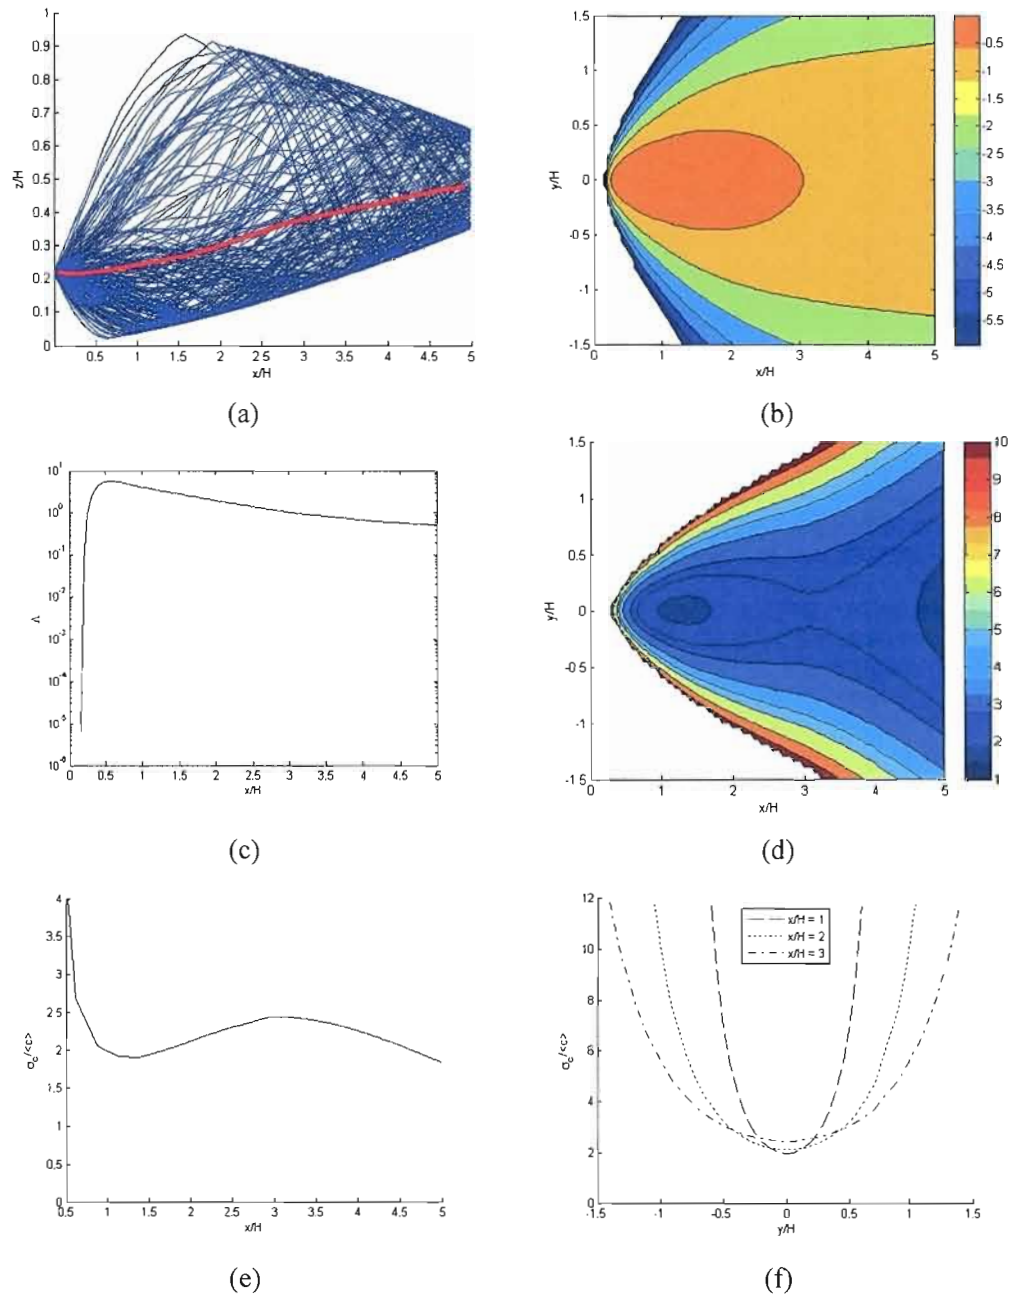 1
0.9
0.8
0.7
0.6
0.5
0.4
0.3
0.2
0.1
0
z/H
0.5 1 1.5 2 2.5 3 3.5 4 4.5 5
x/H
(a)
1.5
1
0.5
0
-0.5
-1
-1.5
y/H
0 1 2 3 4 5
x/H
-0.5
-1
-1.5
-2
-2.5
-3
-3.5
-4
-4.5
-5
-5.5
(b)
10^1
10^0
10^-1
10^-2
10^-3
10^-4
10^-5
10^-6
Λ
0 0.5 1 1.5 2 2.5 3 3.5 4 4.5 5
x/H
(c)
1.5
1
0.5
0
-0.5
-1
-1.5
y/H
0 1 2 3 4 5
x/H
10
9
8
7
6
5
4
3
2
1
(d)
4
3.5
3
2.5
2
1.5
1
0.5
0
σc/<c>
0.5 1 1.5 2 2.5 3 3.5 4 4.5 5
x/H
(e)
12
10
8
6
4
2
0
σc/<c>
x/H = 1
x/H = 2
x/H = 3
-1.5 -1 -0.5 0 0.5 1 1.5
y/H
(f)